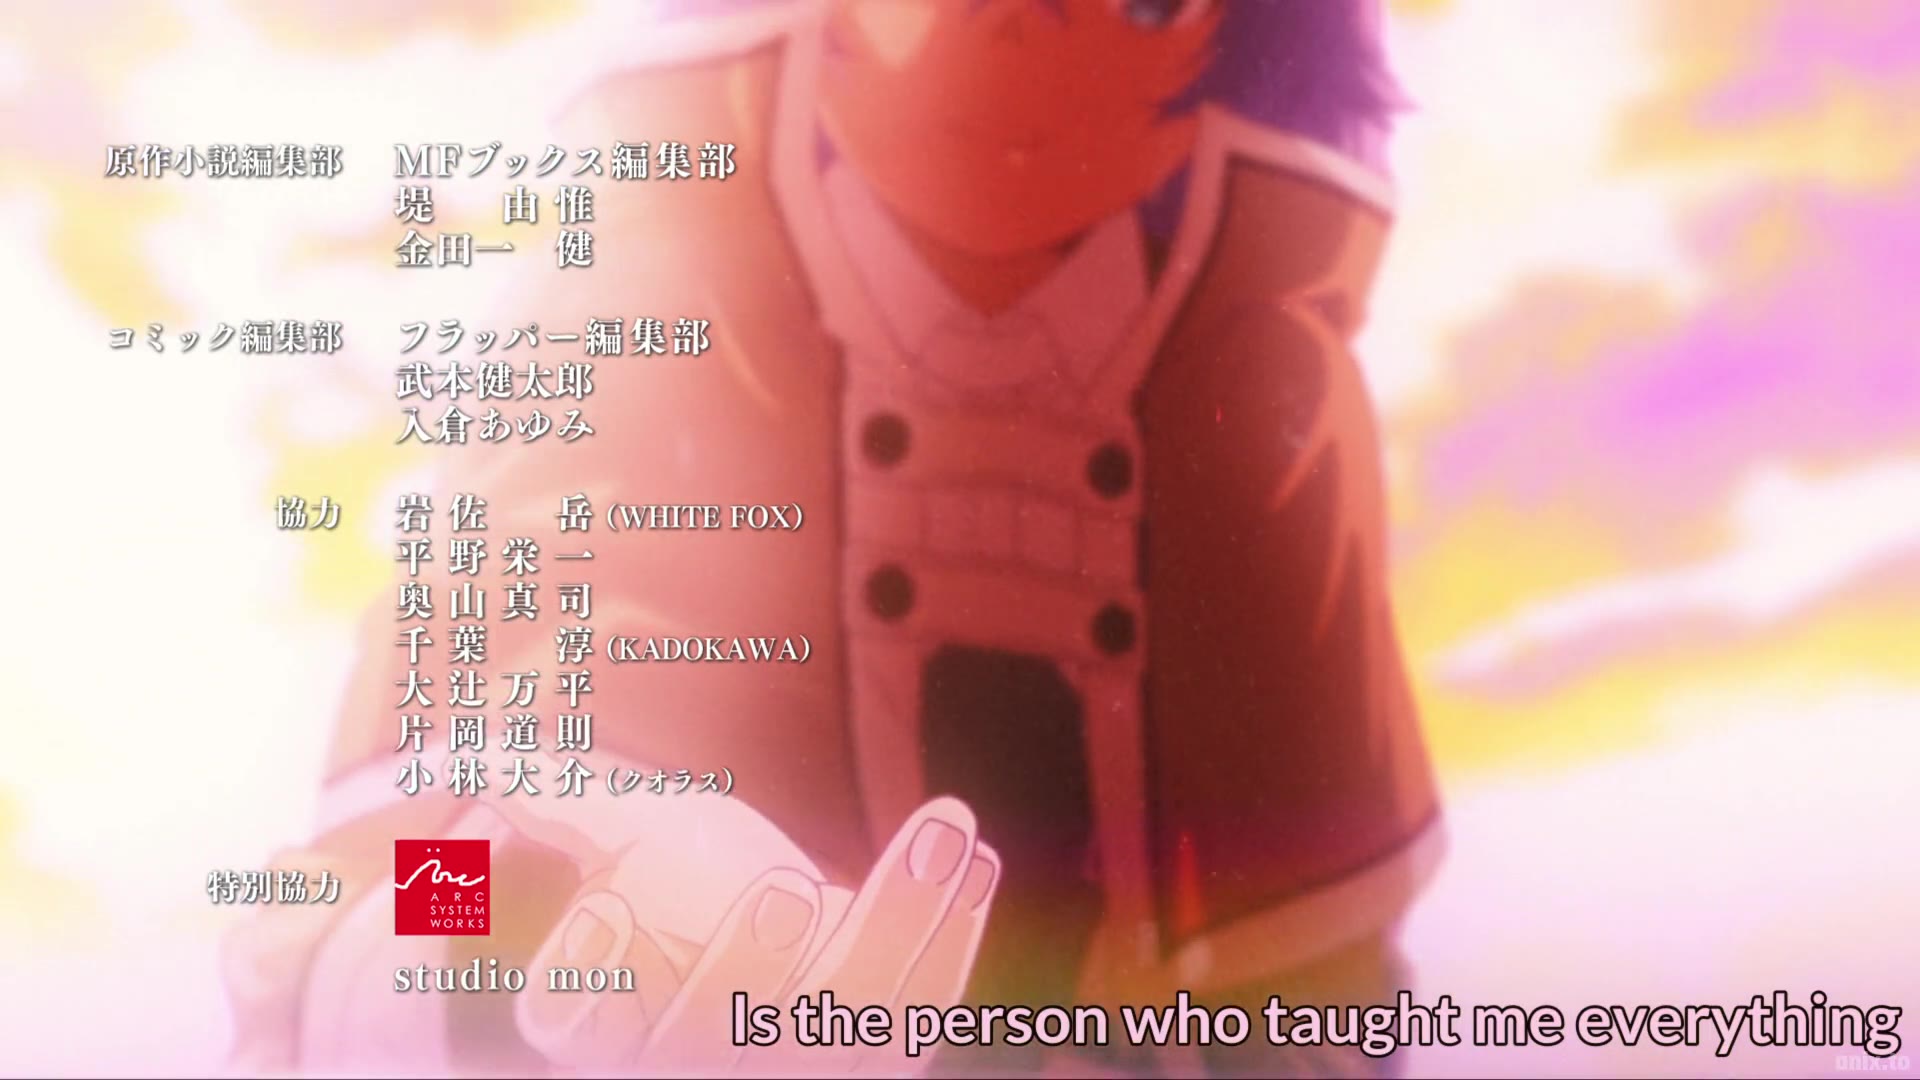 原作小説編集部 MFブックス編集部
堤 由惟
金田一 健
コミック編集部 フラッパー編集部
武本健太郎
入倉あゆみ
協力 岩佐 岳(WHITE FOX)
平野栄一
奥山真司
千葉 淳(KADOKAWA)
大辻万平
片岡道則
小林大介(クオラス)
特別協力 ARC
SYSTEM
WORKS
studio mon
Is the person who taught me everything
anix.to